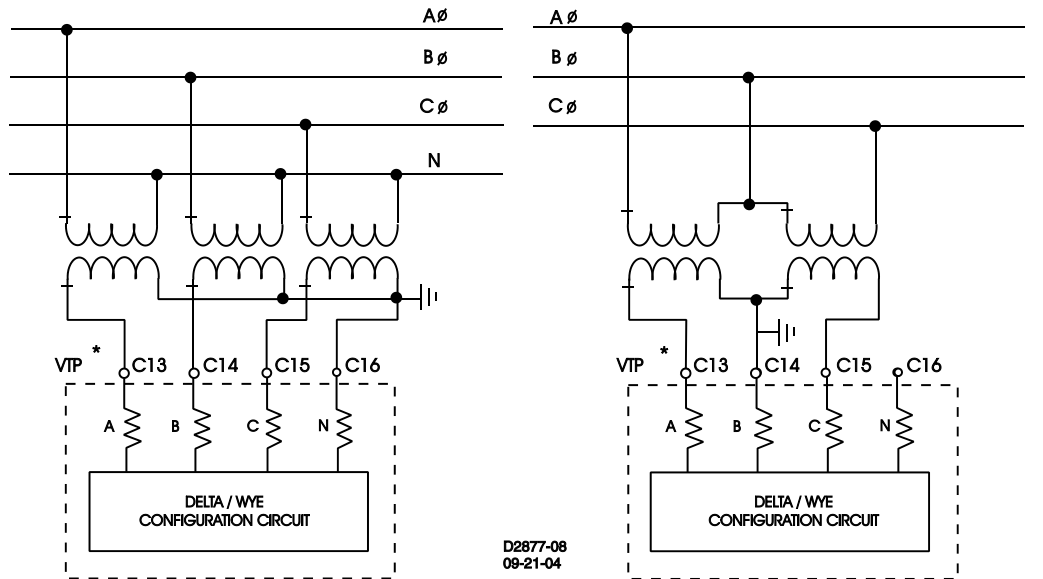 AØ
BØ
CØ
N
VTP * C13 C14 C15 C16
A B C N
DELTA / WYE
CONFIGURATION CIRCUIT
AØ
BØ
CØ
VTP * C13 C14 C15 C16
A B C N
DELTA / WYE
CONFIGURATION CIRCUIT
D2877-08
09-21-04